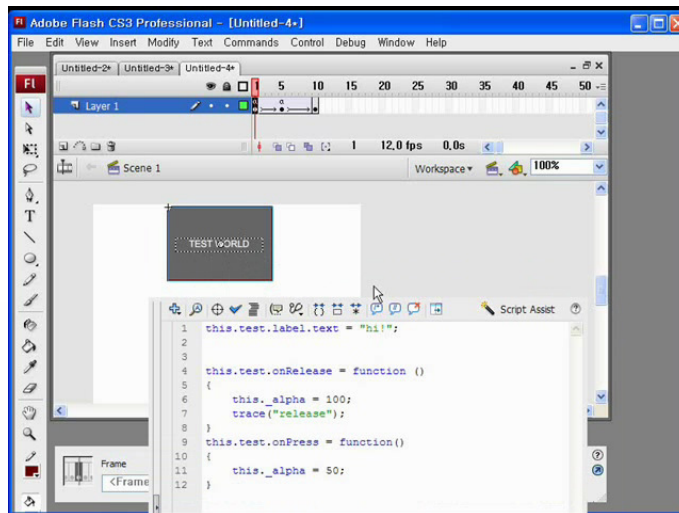 Adobe Flash CS3 Professional - [Untitled-4*]
File Edit View Insert Modify Text Commands Control Debug Window Help
Untitled-2* Untitled-3* Untitled-4*
Fl
1 5 10 15 20 25 30 35 40 45 50
Layer 1
1 12,0 fps 0,0s
Scene 1
Workspace 100%
TEST WORLD
Script Assist
1 this.test.label.text = "hi!";
2
3
4 this.test.onRelease = function ()
5 {
6 this._alpha = 100;
7 trace("release");
8 }
9 this.test.onPress = function()
10 {
11 this._alpha = 50;
12 }
Frame
<Frame